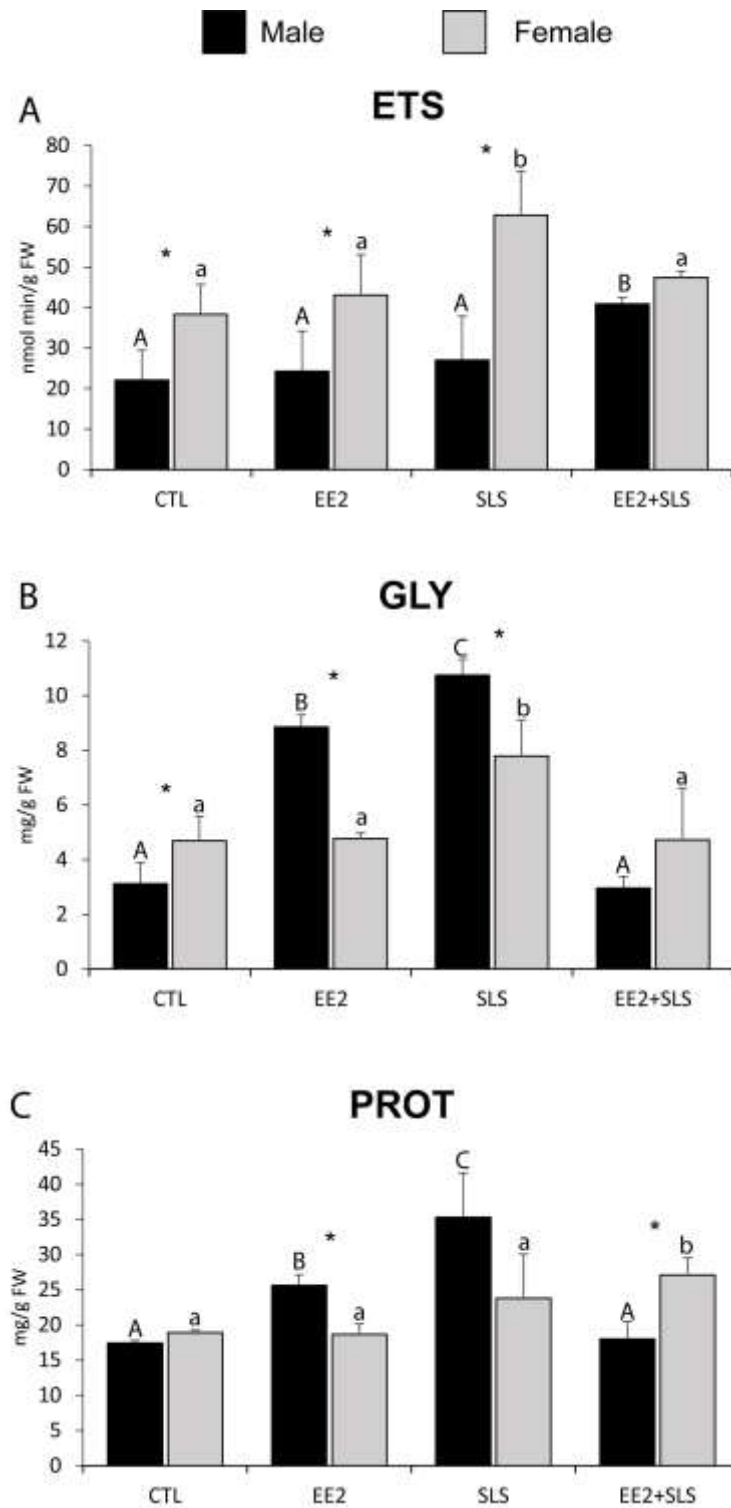 Male Female
A ETS
80
70
60
50
40
30
20
10
0
nmol min/g FW
* * * b
a a a
A A A B
CTL EE2 SLS EE2+SLS
B GLY
12
10
8
6
4
2
0
mg/g FW
* * *
C
B b
a a a
A A
CTL EE2 SLS EE2+SLS
C PROT
45
40
35
30
25
20
15
10
5
0
mg/g FW
C
* *
B a b
A a a A
CTL EE2 SLS EE2+SLS